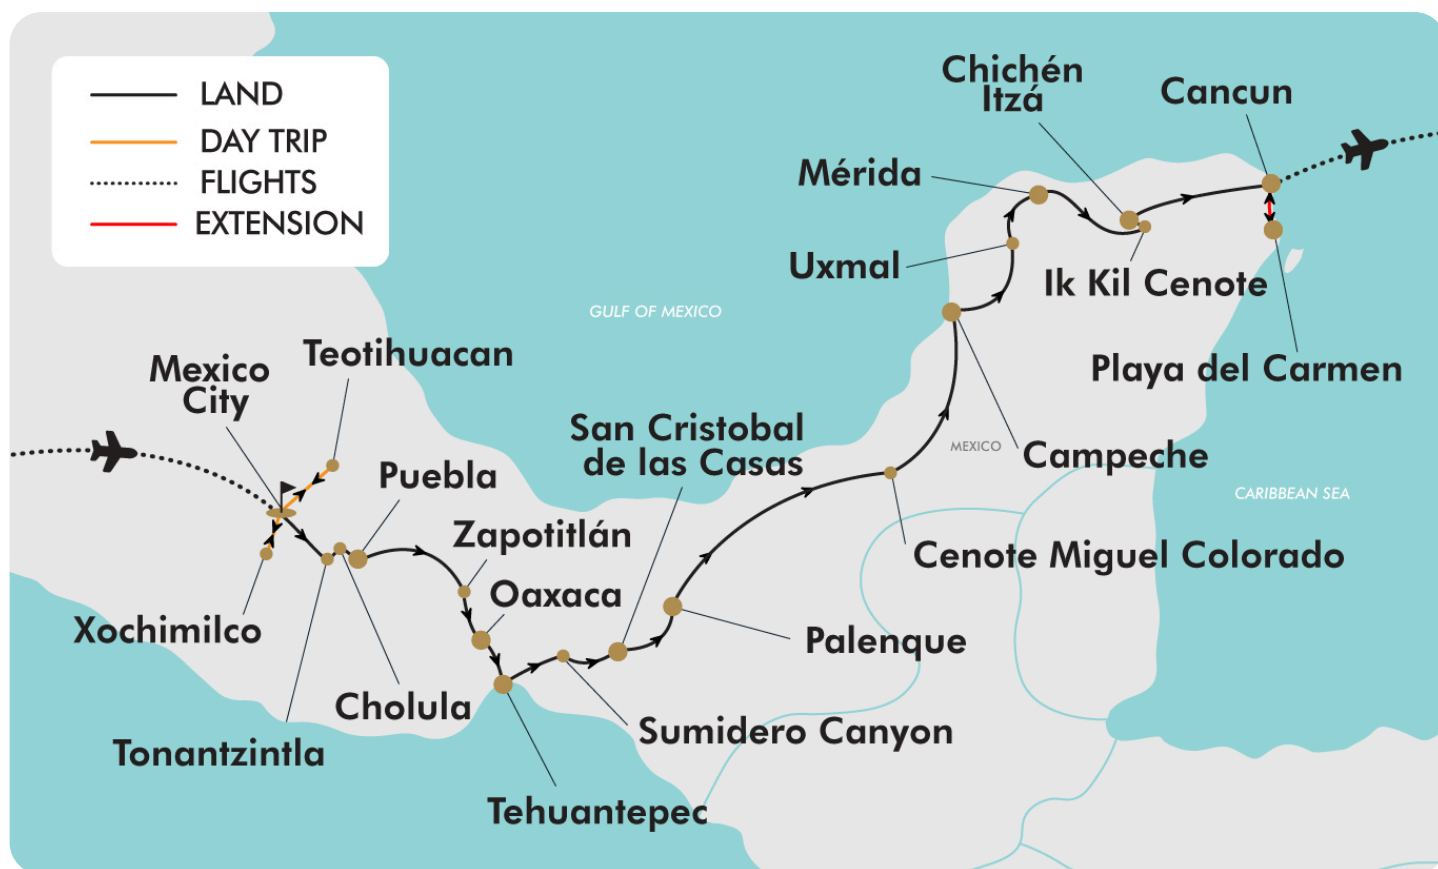 LAND
DAY TRIP
FLIGHTS
EXTENSION
Chichén
Itzá
Cancun
Mérida
Uxmal
Ik Kil Cenote
GULF OF MEXICO
Teotihuacan
Mexico
City
Playa del Carmen
San Cristobal
de las Casas
MEXICO
Campeche
Puebla
CARIBBEAN SEA
Zapotitlán
Cenote Miguel Colorado
Oaxaca
Xochimilco
Palenque
Cholula
Sumidero Canyon
Tonantzintla
Tehuantepec